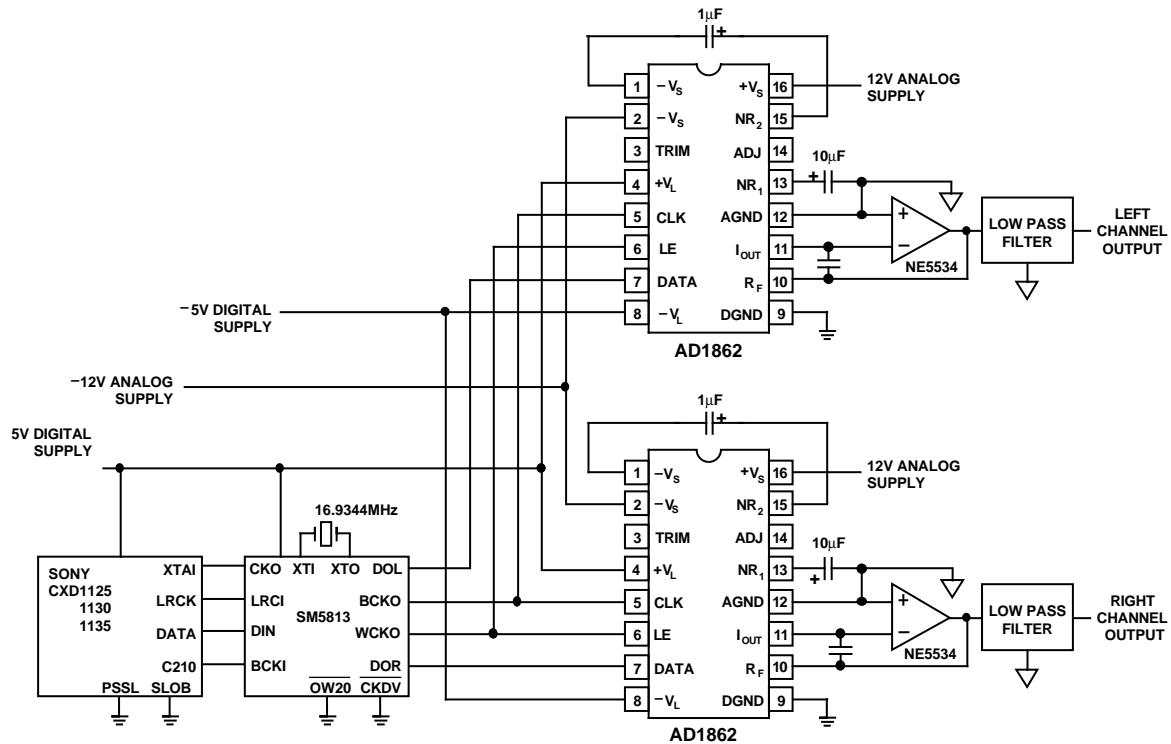 1μF
+
1 –VS 16 +VS 12V ANALOG SUPPLY
2 –VS 15 NR2
3 TRIM 14 ADJ
10μF
+
4 +VL 13 NR1
5 CLK 12 AGND
6 LE 11 IOUT
7 DATA 10 RF
8 –VL 9 DGND
AD1862
+
–
NE5534
LOW PASS
FILTER
LEFT
CHANNEL
OUTPUT
–5V DIGITAL
SUPPLY
–12V ANALOG
SUPPLY
5V DIGITAL
SUPPLY
16.9344MHz
SONY
CXD1125
1130
1135
XTAI
LRCK
DATA
C210
PSSL SLOB
CKO XTI XTO DOL
LRCI
SM5813
BCKO
DIN
WCKO
BCKI
DOR
OW20 CKDV
1μF
+
1 –VS 16 +VS 12V ANALOG SUPPLY
2 –VS 15 NR2
3 TRIM 14 ADJ
10μF
+
4 +VL 13 NR1
5 CLK 12 AGND
6 LE 11 IOUT
7 DATA 10 RF
8 –VL 9 DGND
AD1862
+
–
NE5534
LOW PASS
FILTER
RIGHT
CHANNEL
OUTPUT